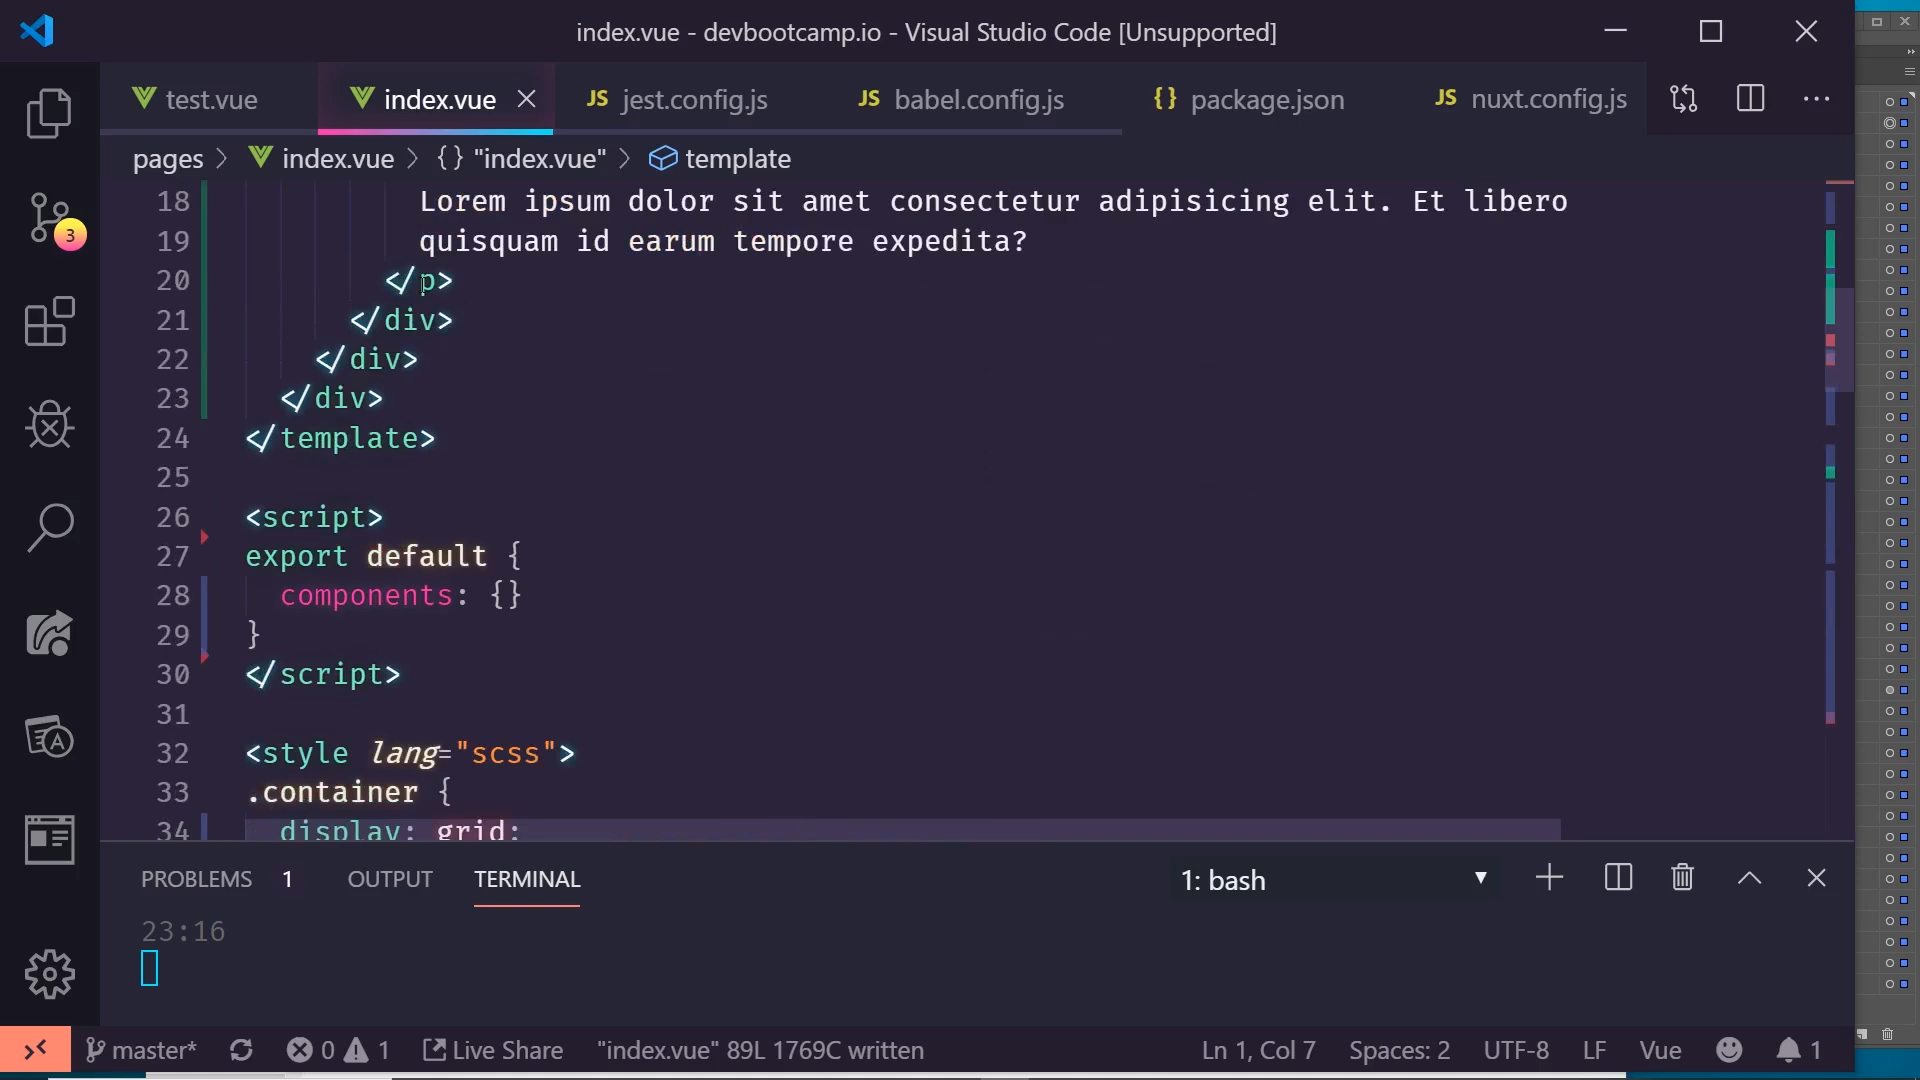 index.vue - devbootcamp.io - Visual Studio Code [Unsupported]
test.vue index.vue JS jest.config.js JS babel.config.js {} package.json JS nuxt.config.js
pages > index.vue > {} "index.vue" > template
18 Lorem ipsum dolor sit amet consectetur adipisicing elit. Et libero
19 quisquam id earum tempore expedita?
20 </p>
21 </div>
22 </div>
23 </div>
24 </template>
25
26 <script>
27 export default {
28 components: {}
29 }
30 </script>
31
32 <style lang="scss">
33 .container {
34 display: grid;
3
PROBLEMS 1 OUTPUT TERMINAL 1: bash
23:16
master* 0 1 Live Share "index.vue" 89L 1769C written Ln 1, Col 7 Spaces: 2 UTF-8 LF Vue 1